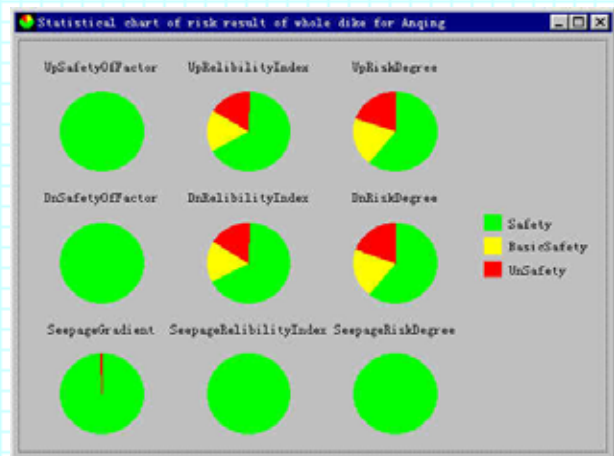 Statistical chart of risk result of whole dike for Anqing
UpSafetyOfFactor UpRelibilityIndex UpRiskDegree
DnSafetyOfFactor DnRelibilityIndex DnRiskDegree
Safety
BasicSafety
UnSafety
SeepageGradient SeepageRelibilityIndex SeepageRiskDegree